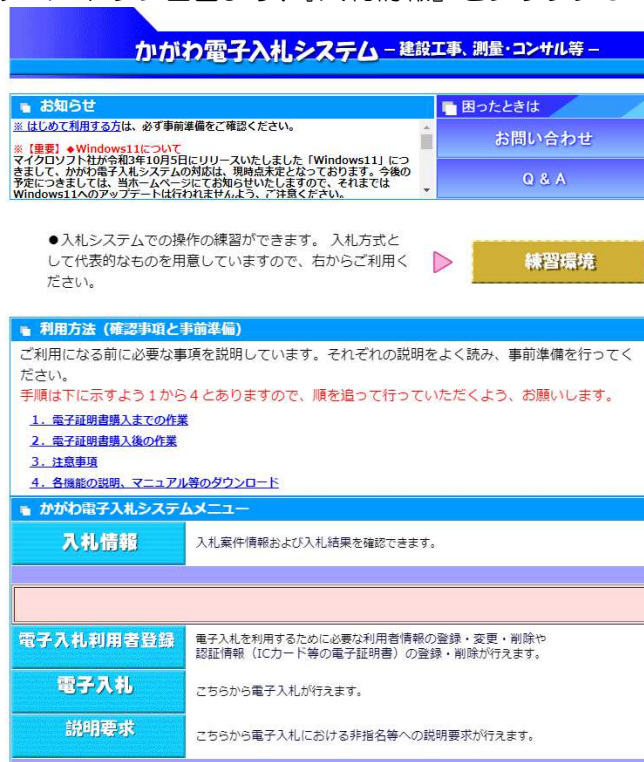 かがわ電子入札システム －建設工事、測量･コンサル等－
お知らせ
※ はじめて利用する方は、必ず事前準備をご確認ください。
※【重要】◆Windows11について
マイクロソフト社が令和3年10月5日にリリースいたしました「Windows11」につ
きまして、かがわ電子入札システムの対応は、現時点未定となっております。今後の
予定につきましては、当ホームページにてお知らせいたしますので、それまでは
Windows11へのアップデートは行われませんよう、ご注意ください。
困ったときは
お問い合わせ
Q & A
●入札システムでの操作の練習ができます。 入札方式と
して代表的なものを用意していますので、右からご利用く
ださい。
練習環境
利用方法（確認事項と事前準備）
ご利用になる前に必要な事項を説明しています。それぞれの説明をよく読み、事前準備を行ってく
ださい。
手順は下に示すよう１から４とありますので、順を追って行っていただくよう、お願いします。
１．電子証明書購入までの作業
２．電子証明書購入後の作業
３．注意事項
４．各機能の説明、マニュアル等のダウンロード
かがわ電子入札システムメニュー
入札情報
入札案件情報および入札結果を確認できます。
電子入札利用者登録
電子入札を利用するために必要な利用者情報の登録・変更・削除や
認証情報（ICカード等の電子証明書）の登録・削除が行えます。
電子入札
こちらから電子入札が行えます。
説明要求
こちらから電子入札における非指名等への説明要求が行えます。